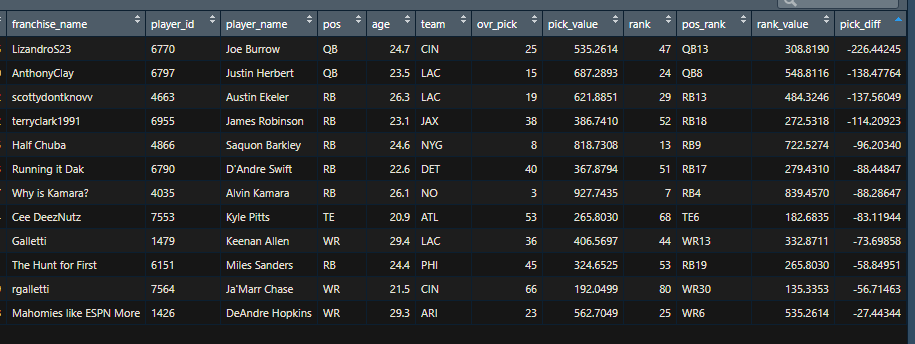 franchise_name player_id player_name pos age team ovr_pick pick_value rank pos_rank rank_value pick_diff
LizandroS23 6770 Joe Burrow QB 24.7 CIN 25 535.2614 47 QB13 308.8190 -226.44245
AnthonyClay 6797 Justin Herbert QB 23.5 LAC 15 687.2893 24 QB8 548.8116 -138.47764
scottydontknovv 4663 Austin Ekeler RB 26.3 LAC 19 621.8851 29 RB13 484.3246 -137.56049
terryclark1991 6955 James Robinson RB 23.1 JAX 38 386.7410 52 RB18 272.5318 -114.20923
Half Chuba 4866 Saquon Barkley RB 24.6 NYG 8 818.7308 13 RB9 722.5274 -96.20340
Running it Dak 6790 D'Andre Swift RB 22.6 DET 40 367.8794 51 RB17 279.4310 -88.44847
Why is Kamara? 4035 Alvin Kamara RB 26.1 NO 3 927.7435 7 RB4 839.4570 -88.28647
Cee DeezNutz 7553 Kyle Pitts TE 20.9 ATL 53 265.8030 68 TE6 182.6835 -83.11944
Galletti 1479 Keenan Allen WR 29.4 LAC 36 406.5697 44 WR13 332.8711 -73.69858
The Hunt for First 6151 Miles Sanders RB 24.4 PHI 45 324.6525 53 RB19 265.8030 -58.84951
rgalletti 7564 Ja'Marr Chase WR 21.5 CIN 66 192.0499 80 WR30 135.3353 -56.71463
Mahomies like ESPN More 1426 DeAndre Hopkins WR 29.3 ARI 23 562.7049 25 WR6 535.2614 -27.44344